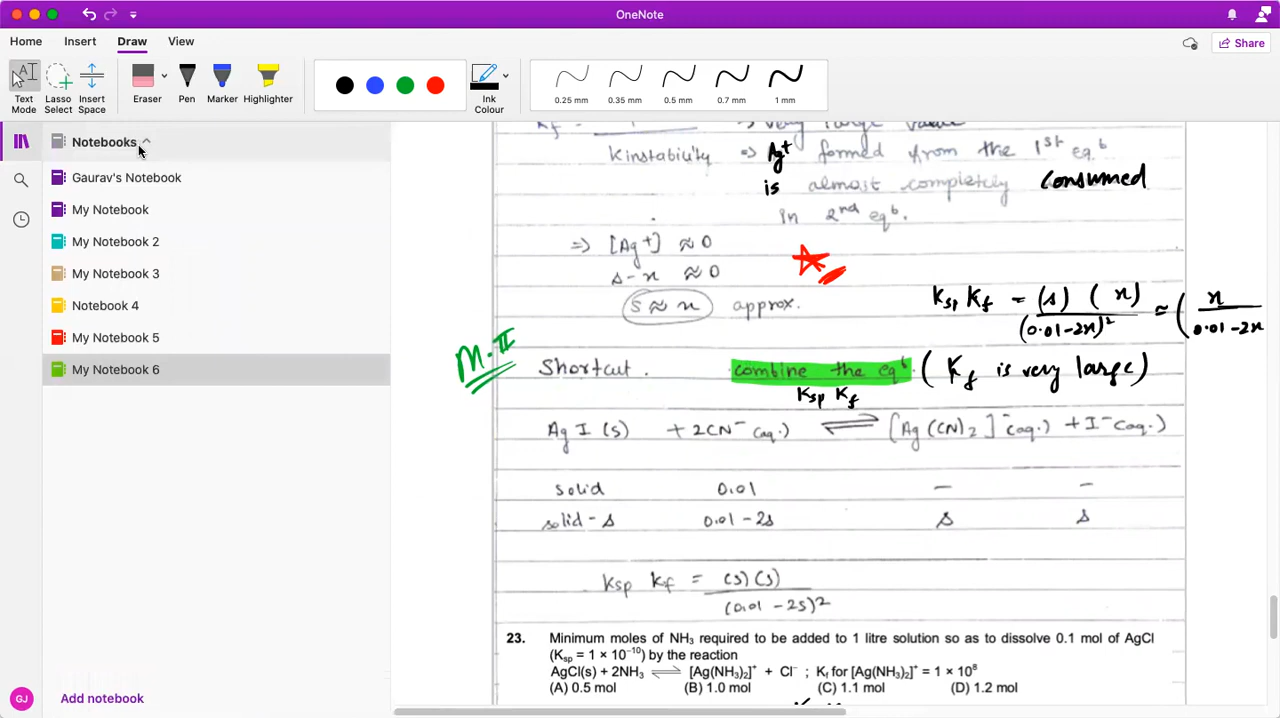 OneNote
Home Insert Draw View
Share
Text Mode
Lasso Select
Insert Space
Eraser
Pen
Marker
Highlighter
Ink Colour
0.25 mm 0.35 mm 0.5 mm 0.7 mm 1 mm
Notebooks
Gaurav's Notebook
My Notebook
My Notebook 2
My Notebook 3
Notebook 4
My Notebook 5
My Notebook 6
GJ Add notebook
Kf = ⇒ very large value
Kinstability ⇒ Ag+ formed from the 1st eqb
is almost completely consumed
in 2nd eqb.
⇒ [Ag+] ≈ 0
s-x ≈ 0
s ≈ x approx.
Ksp Kf = (s) (x) / (0.01-2x)² ≈ ( x / 0.01-2x
M.II Shortcut. combine the eqb. (Kf is very large)
Ksp Kf
AgI(s) + 2CN⁻(aq.) ⇌ [Ag(CN)2]⁻(aq.) + I⁻(aq.)
solid 0.01 — —
solid-s 0.01-2s s s
Ksp Kf = (s)(s) / (0.01-2s)²
23. Minimum moles of NH3 required to be added to 1 litre solution so as to dissolve 0.1 mol of AgCl
(Ksp = 1 × 10⁻¹⁰) by the reaction
AgCl(s) + 2NH3 ⇌ [Ag(NH3)2]⁺ + Cl⁻ ; Kf for [Ag(NH3)2]⁺ = 1 × 10⁸
(A) 0.5 mol (B) 1.0 mol (C) 1.1 mol (D) 1.2 mol